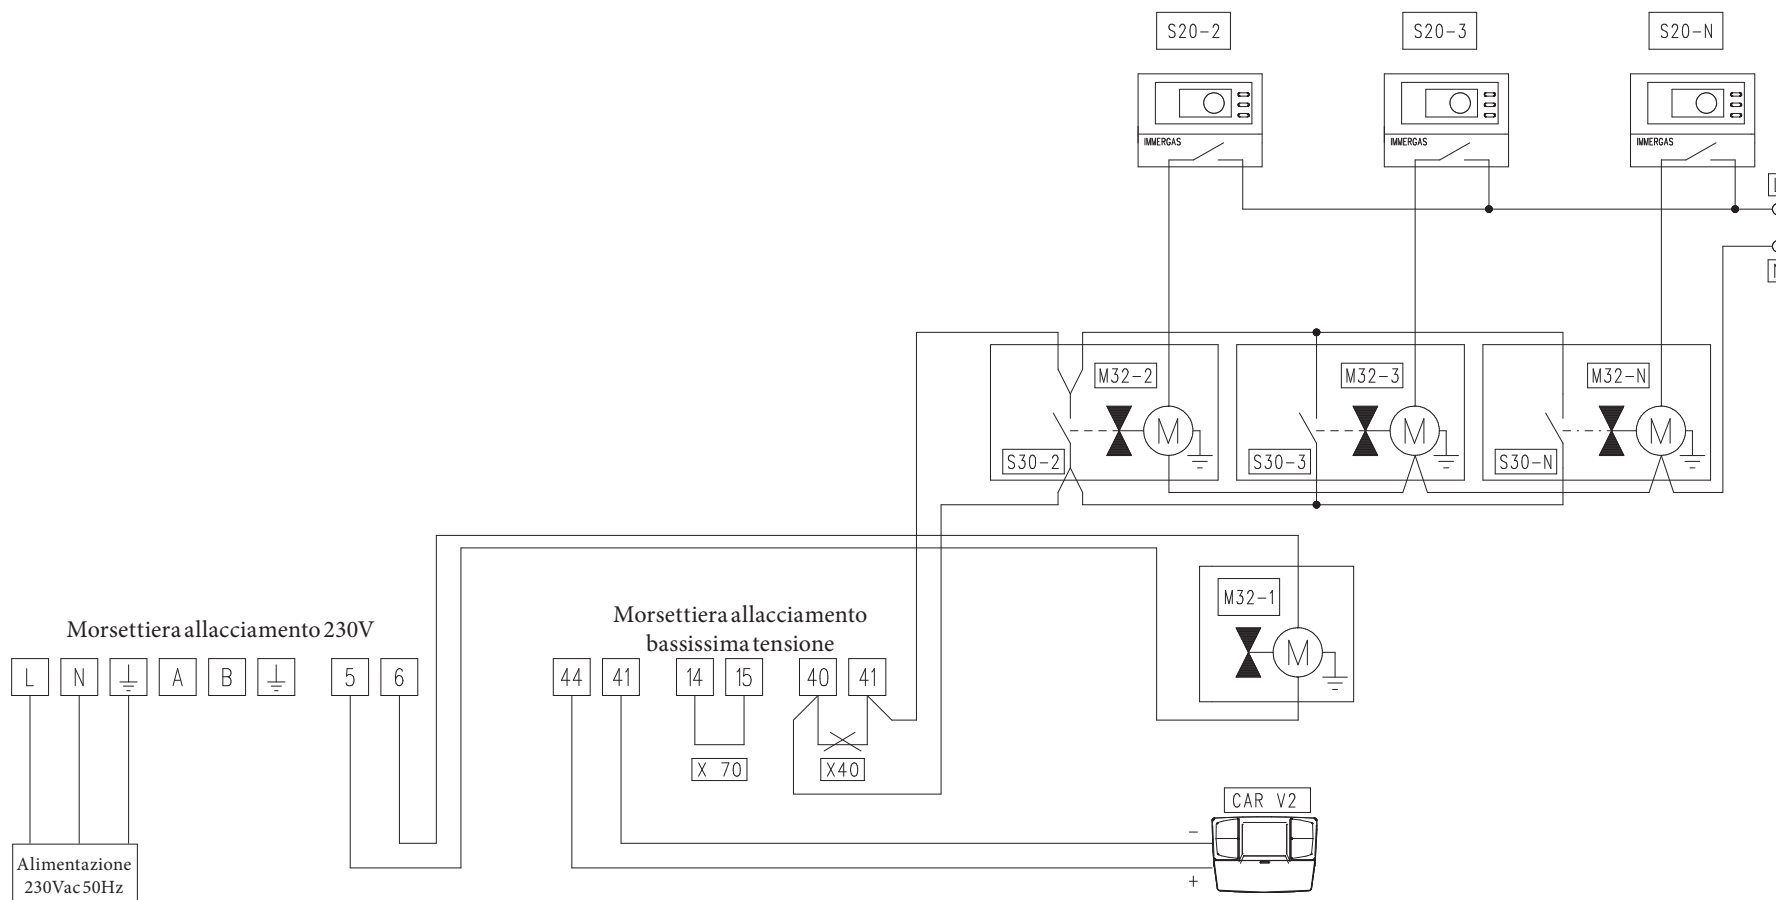 S20-2
S20-3
S20-N
IMMERGAS
IMMERGAS
IMMERGAS
M32-2
M32-3
M32-N
M
M
M
S30-2
S30-3
S30-N
M32-1
M
Morsettiera allacciamento 230V
L N A B 5 6
Morsettiera allacciamento
bassissima tensione
44 41 14 15 40 41
X 70
X40
CAR V2
-
+
Alimentazione
230Vac 50Hz